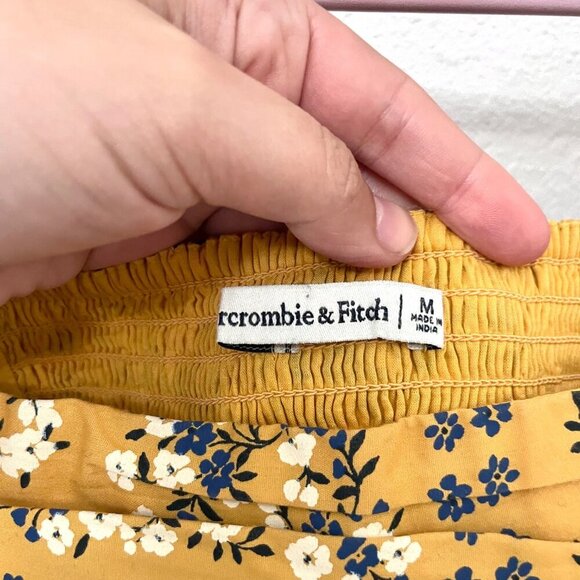 rcrombie & Fitch | M
MADE IN
INDIA